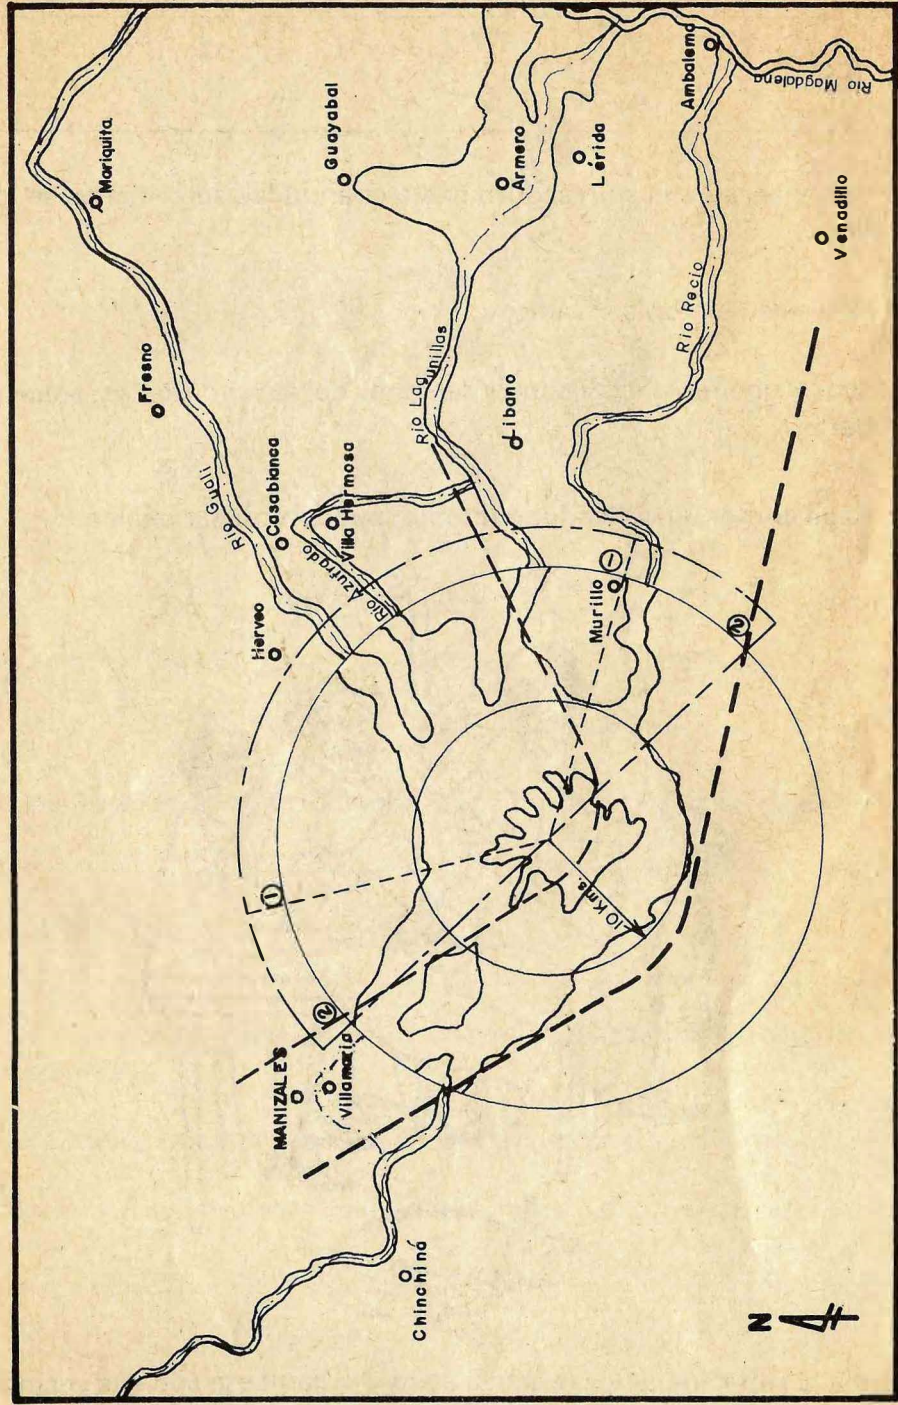 Mariquita
Guayabal
Ambalema
Rio Magdalena
Armero
Lérida
Venadillo
Fresno
Rio Gualí
Casabianca
Villa Hermosa
Rio Azufrado
Herveo
Rio Lagunillas
Líbano
Rio Recio
Murillo
1
2
1
2
10 Kms.
MANIZALES
Villamaria
Chinchiná
N